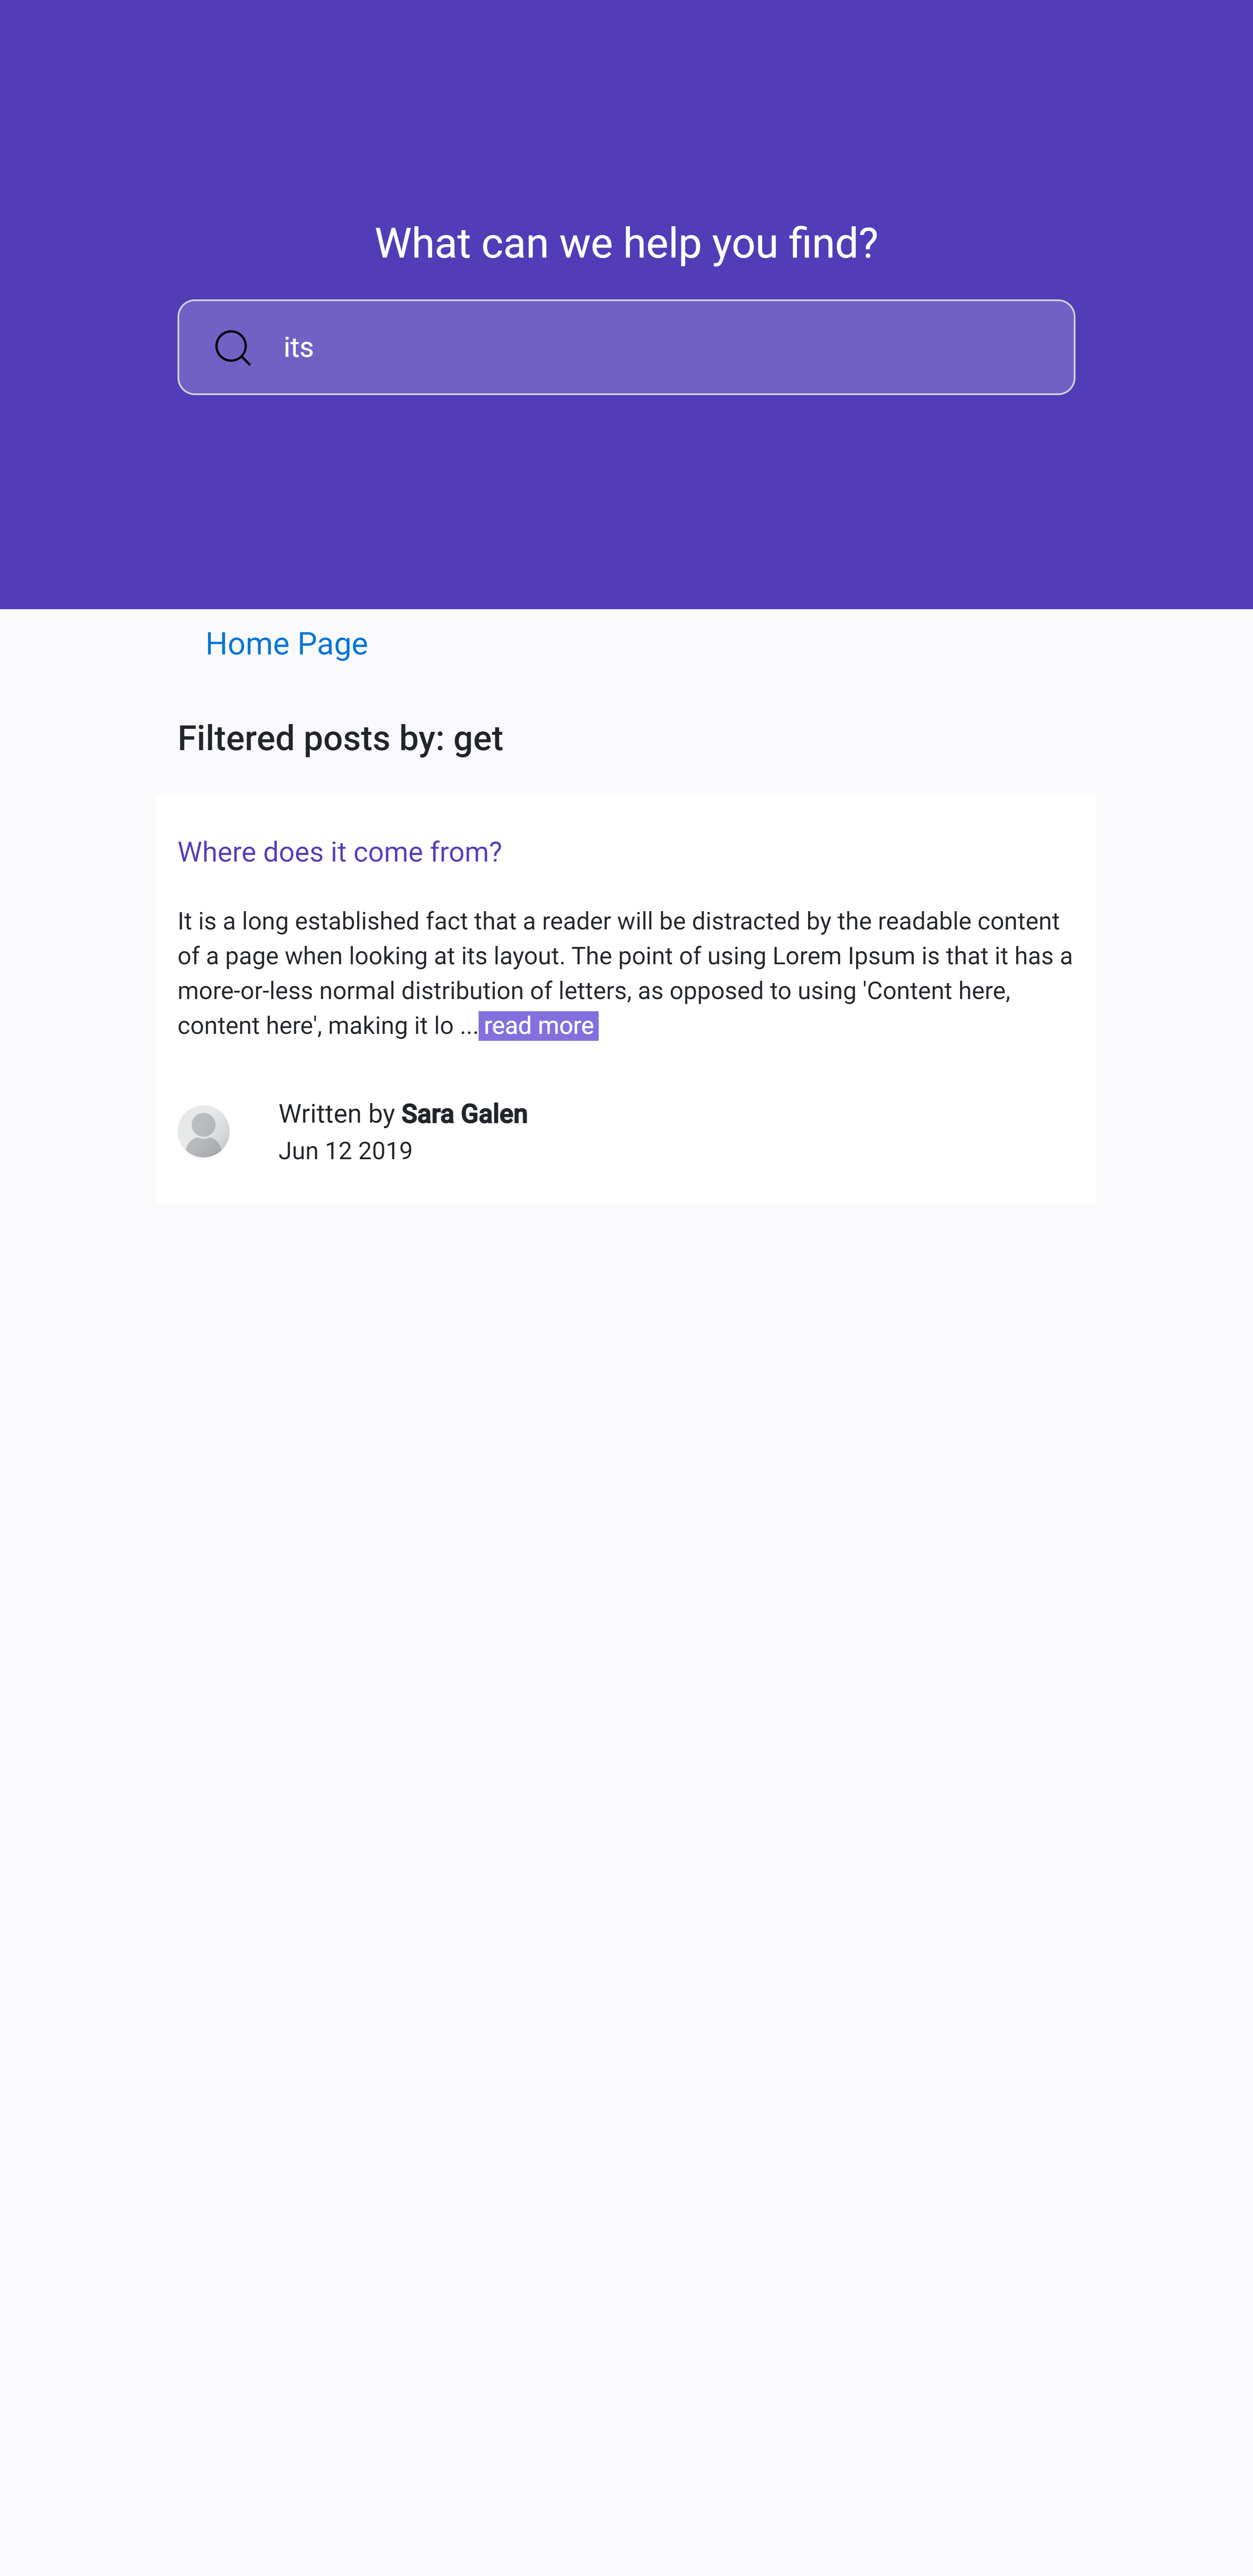 What can we help you find?
its
Home Page
Filtered posts by: get
Where does it come from?
It is a long established fact that a reader will be distracted by the readable content
of a page when looking at its layout. The point of using Lorem Ipsum is that it has a
more-or-less normal distribution of letters, as opposed to using 'Content here,
content here', making it lo ... read more
Written by Sara Galen
Jun 12 2019